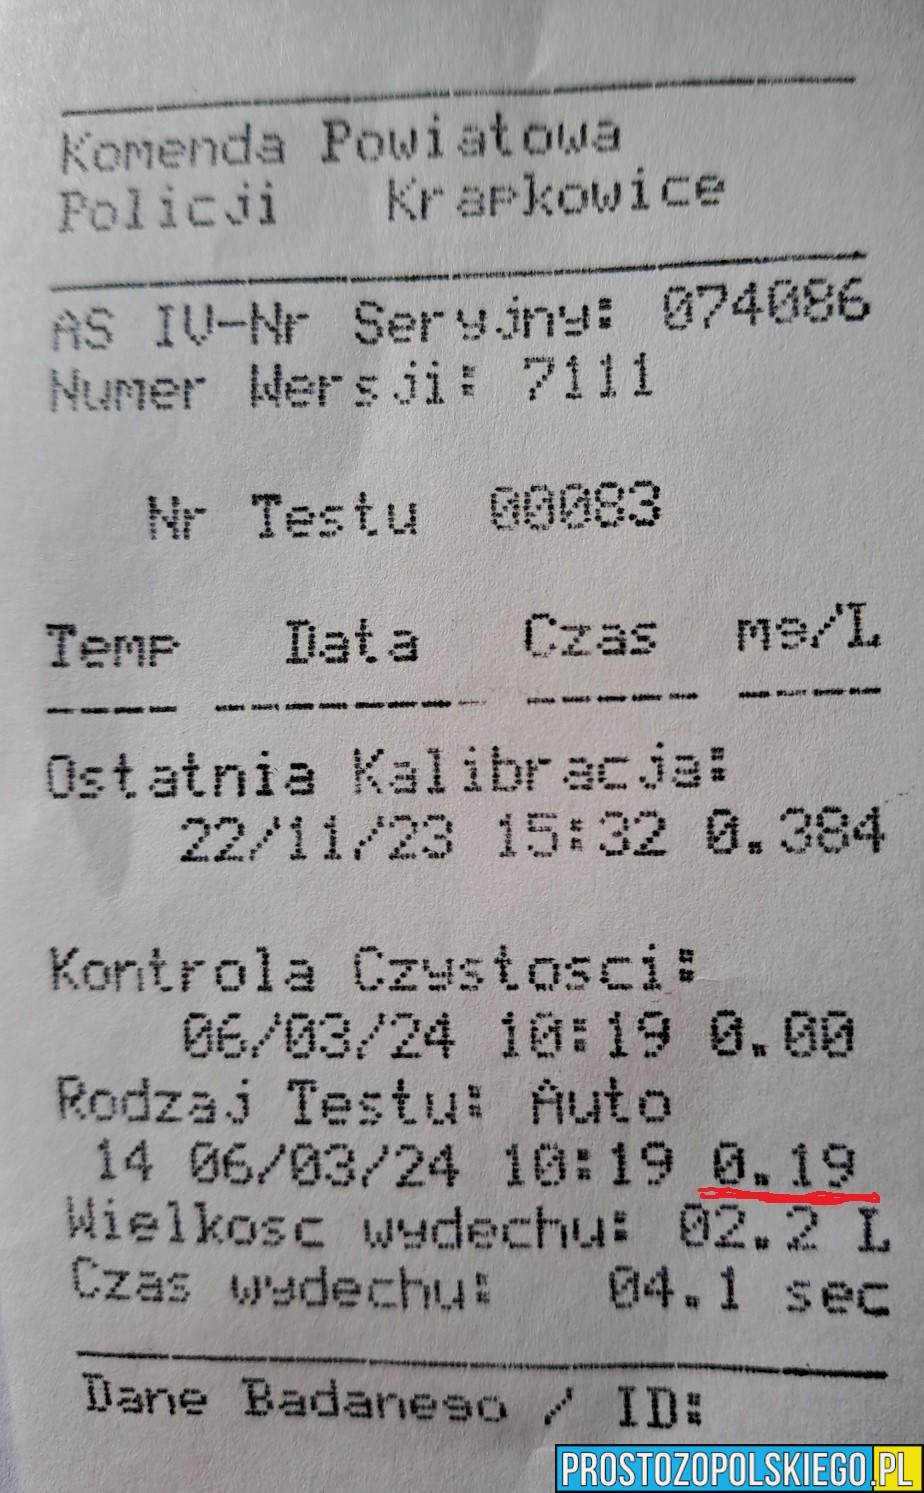 Komenda Powiatowa
Policji Krapkowice
AS IV-Nr Seryjny: 074086
Numer Wersji: 7111
Nr Testu 00083
Temp Data Czas mg/L
Ostatnia Kalibracja:
22/11/23 15:32 0.384
Kontrola Czystosci:
06/03/24 10:19 0.00
Rodzaj Testu: Auto
14 06/03/24 10:19 0.19
Wielkosc wydechu: 02.2 L
Czas wydechu: 04.1 sec
Dane Badanego / ID:
PROSTOZOPOLSKIEGO.PL